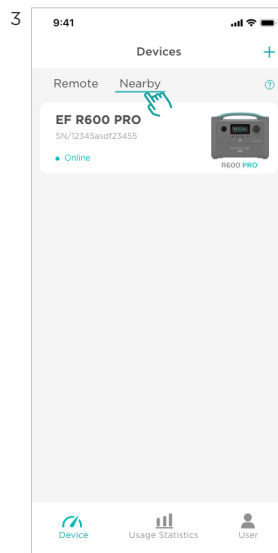 3
9:41
Devices
+
Remote Nearby ?
EF R600 PRO
SN/12345asdf23455
• Online
R600 PRO
Device Usage Statistics User